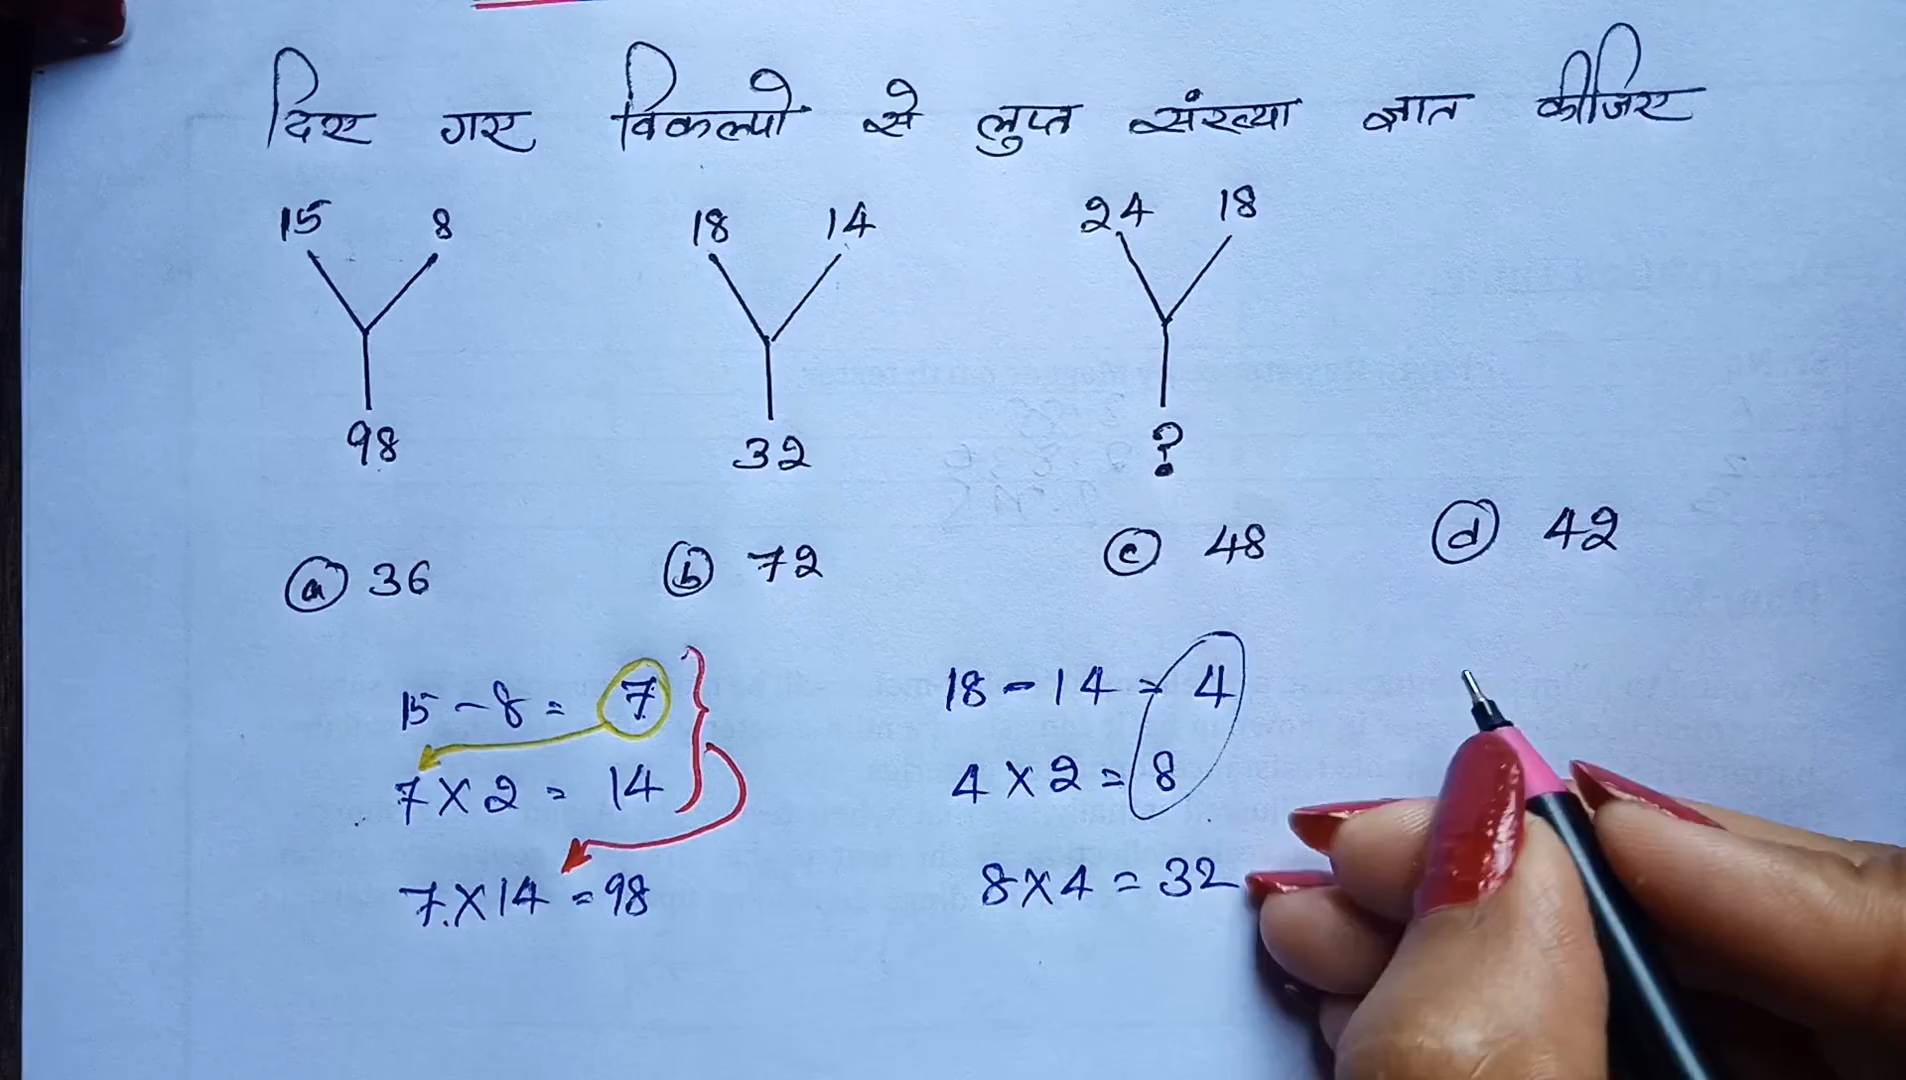 दिए गए विकल्पो से लुप्त संख्या ज्ञात कीजिए
15 8 18 14 24 18
98 32 ?
(a) 36 (b) 72 (c) 48 (d) 42
15 - 8 = 7 18 - 14 = 4
7 X 2 = 14 4 X 2 = 8
7 X 14 = 98 8 X 4 = 32